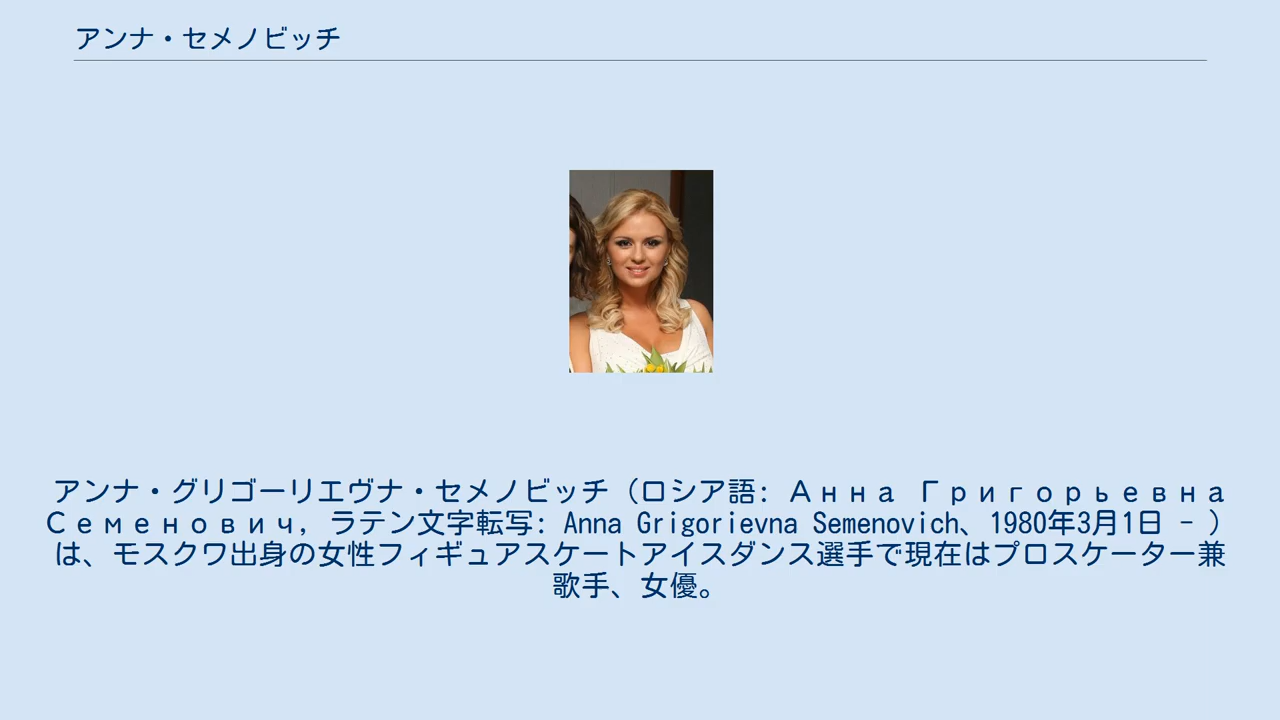 アンナ・セメノビッチ
アンナ・グリゴーリエヴナ・セメノビッチ（ロシア語: Анна Григорьевна
Семенович, ラテン文字転写: Anna Grigorievna Semenovich、1980年3月1日 - ）
は、モスクワ出身の女性フィギュアスケートアイスダンス選手で現在はプロスケーター兼
歌手、女優。